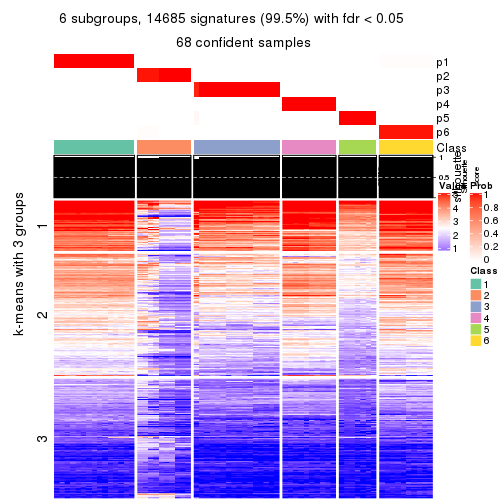 6 subgroups, 14685 signatures (99.5%) with fdr < 0.05
68 confident samples
p1
p2
p3
p4
p5
p6
Class
1
0.5
silhouette
score
k-means with 3 groups
1
2
3
Value
4
3
2
1
Prob
1
0.8
0.6
0.4
0.2
0
Class
1
2
3
4
5
6